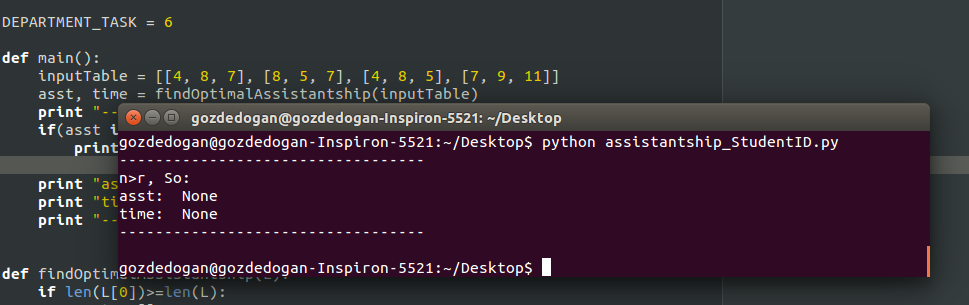 DEPARTMENT_TASK = 6
def main():
inputTable = [[4, 8, 7], [8, 5, 7], [4, 8, 5], [7, 9, 11]]
asst, time = findOptimalAssistantship(inputTable)
print "--
if(asst i
print
print "as
print "ti
print "--
gozdedogan@gozdedogan-Inspiron-5521: ~/Desktop
gozdedogan@gozdedogan-Inspiron-5521:~/Desktop$ python assistantship_StudentID.py
----------------------------------
n>r, So:
asst:  None
time:  None
----------------------------------
gozdedogan@gozdedogan-Inspiron-5521:~/Desktop$
def findOptimalAssistantship(L):
if len(L[0])>=len(L):